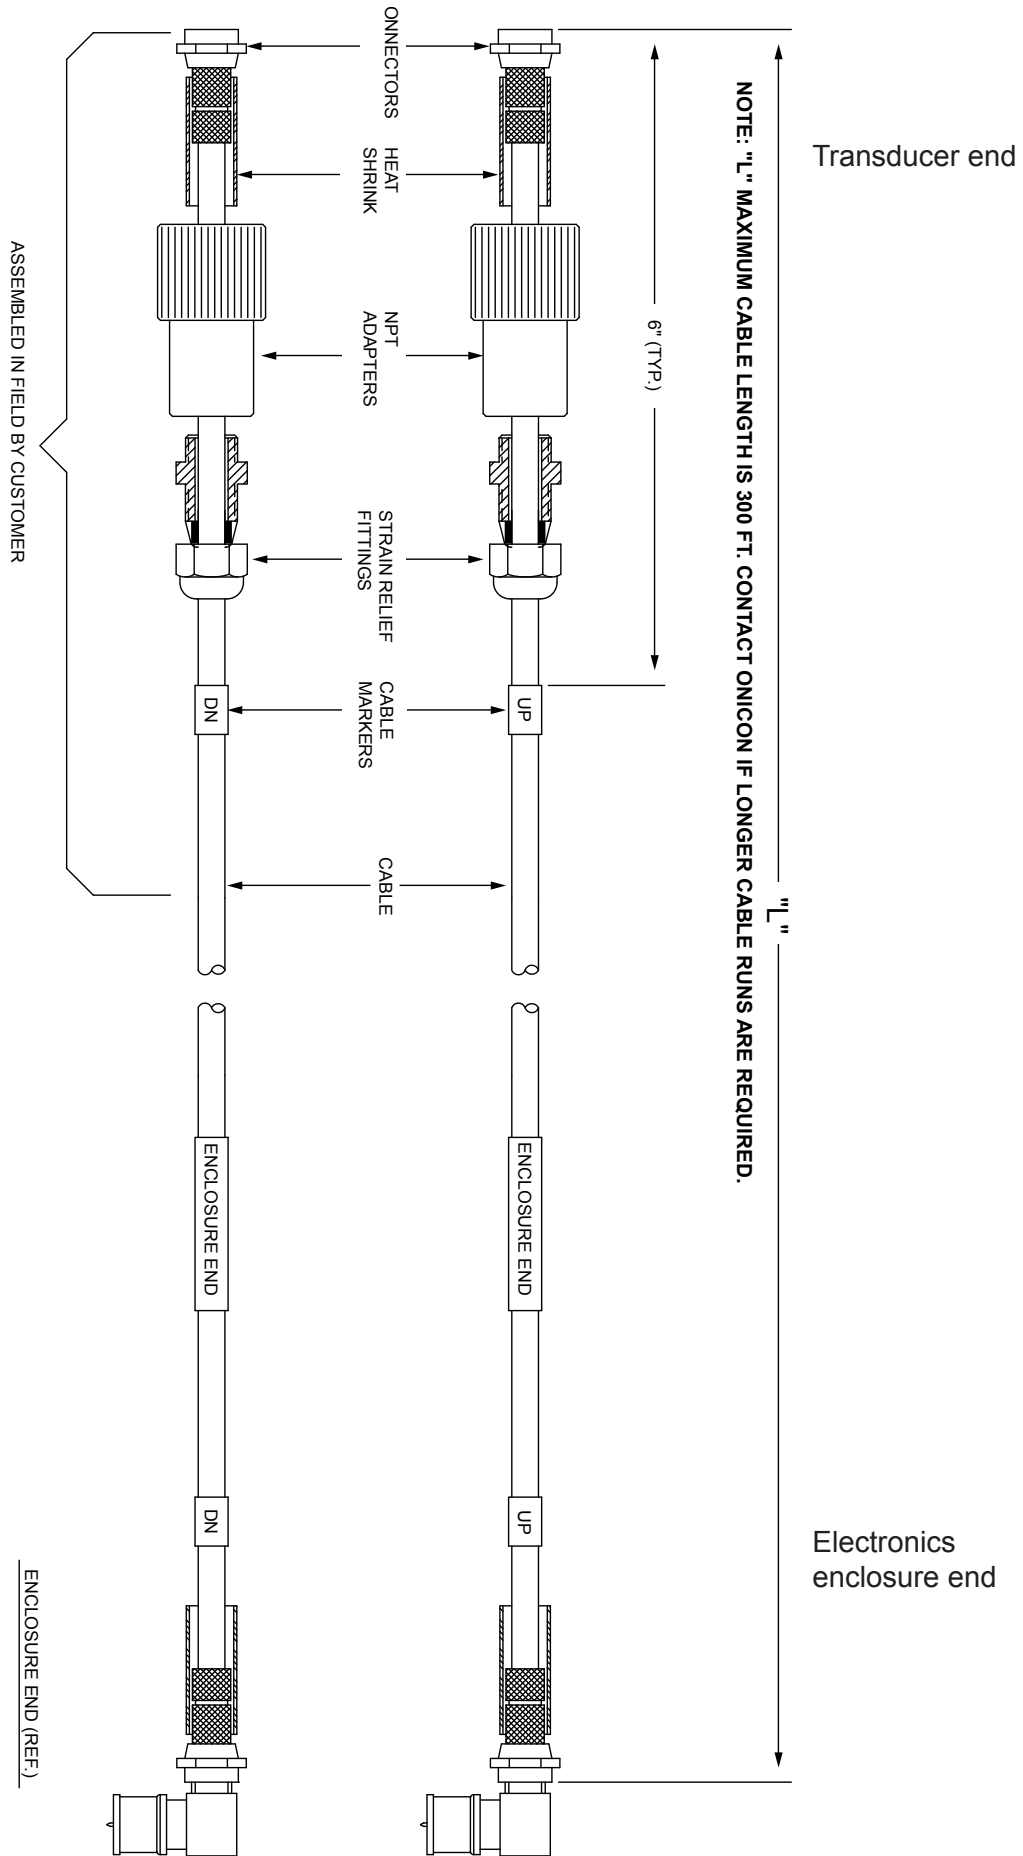 Transducer end
NOTE: "L" MAXIMUM CABLE LENGTH IS 300 FT. CONTACT ONICON IF LONGER CABLE RUNS ARE REQUIRED.
"L"
6" (TYP.)
ONNECTORS
HEAT
SHRINK
NPT
ADAPTERS
STRAIN RELIEF
FITTINGS
CABLE
MARKERS
CABLE
UP
ENCLOSURE END
UP
DN
ENCLOSURE END
DN
ASSEMBLED IN FIELD BY CUSTOMER
ENCLOSURE END (REF.)
Electronics
enclosure end